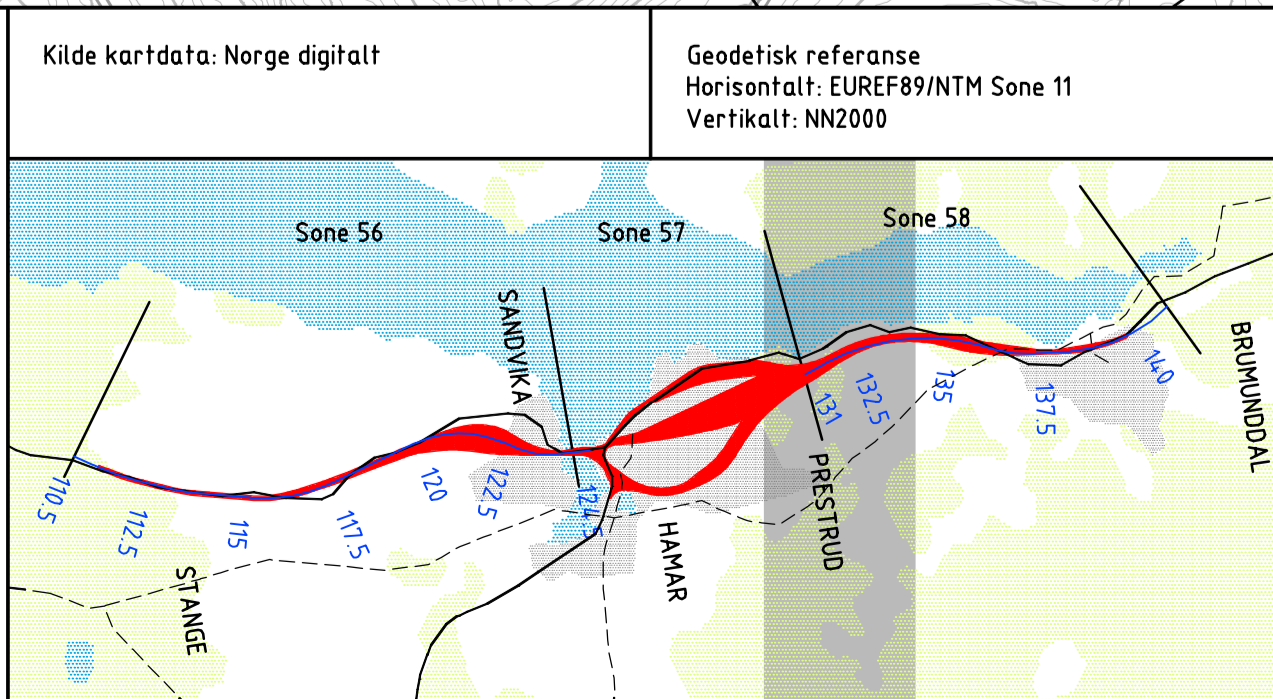 Kilde kartdata: Norge digitalt
Geodetisk referanse
Horisontalt: EUREF89/NTM Sone 11
Vertikalt: NN2000
Sone 56
Sone 57
Sone 58
SANDVIKA
BRUMUNDDAL
110.5
112.5
115
117.5
120
122.5
124.5
131
132.5
135
137.5
140
STANGE
HAMAR
PRESTRUD